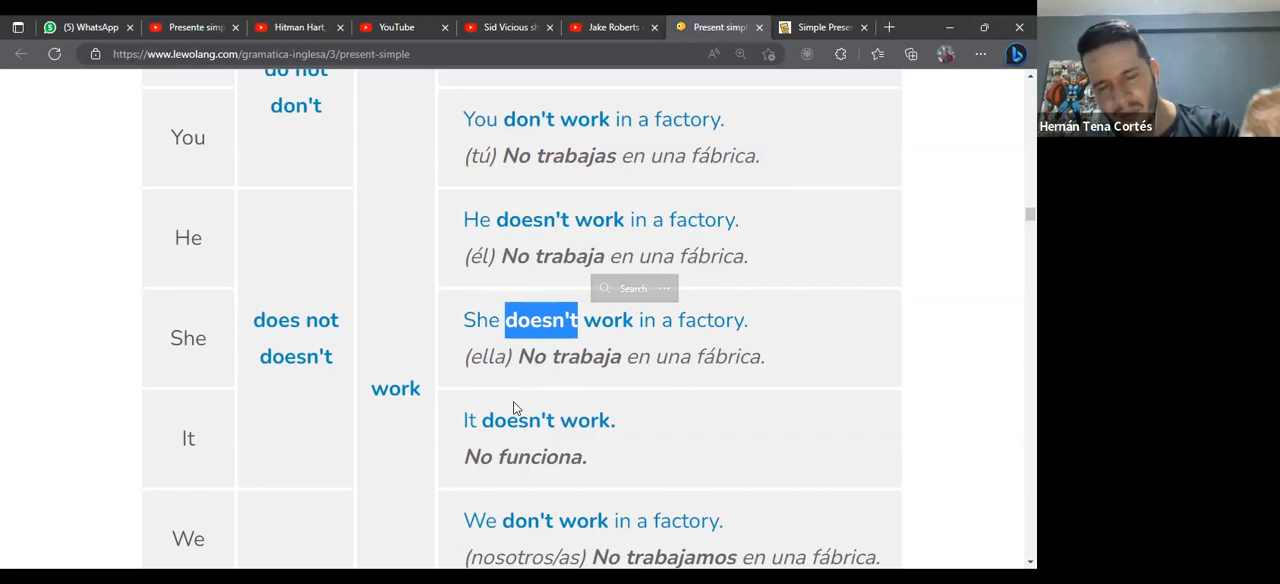 (5) WhatsApp
Presente sim
Hitman Hart,
YouTube
Sid Vicious sh
Jake Roberts
Present simp
Simple Preser
https://www.lewolang.com/gramatica-inglesa/3/present-simple
Hernán Tena Cortés
do not
don't
You
You don't work in a factory.
(tú) No trabajas en una fábrica.
He
He doesn't work in a factory.
(él) No trabaja en una fábrica.
Search
does not
doesn't
She
She doesn't work in a factory.
(ella) No trabaja en una fábrica.
work
It
It doesn't work.
No funciona.
We
We don't work in a factory.
(nosotros/as) No trabajamos en una fábrica.